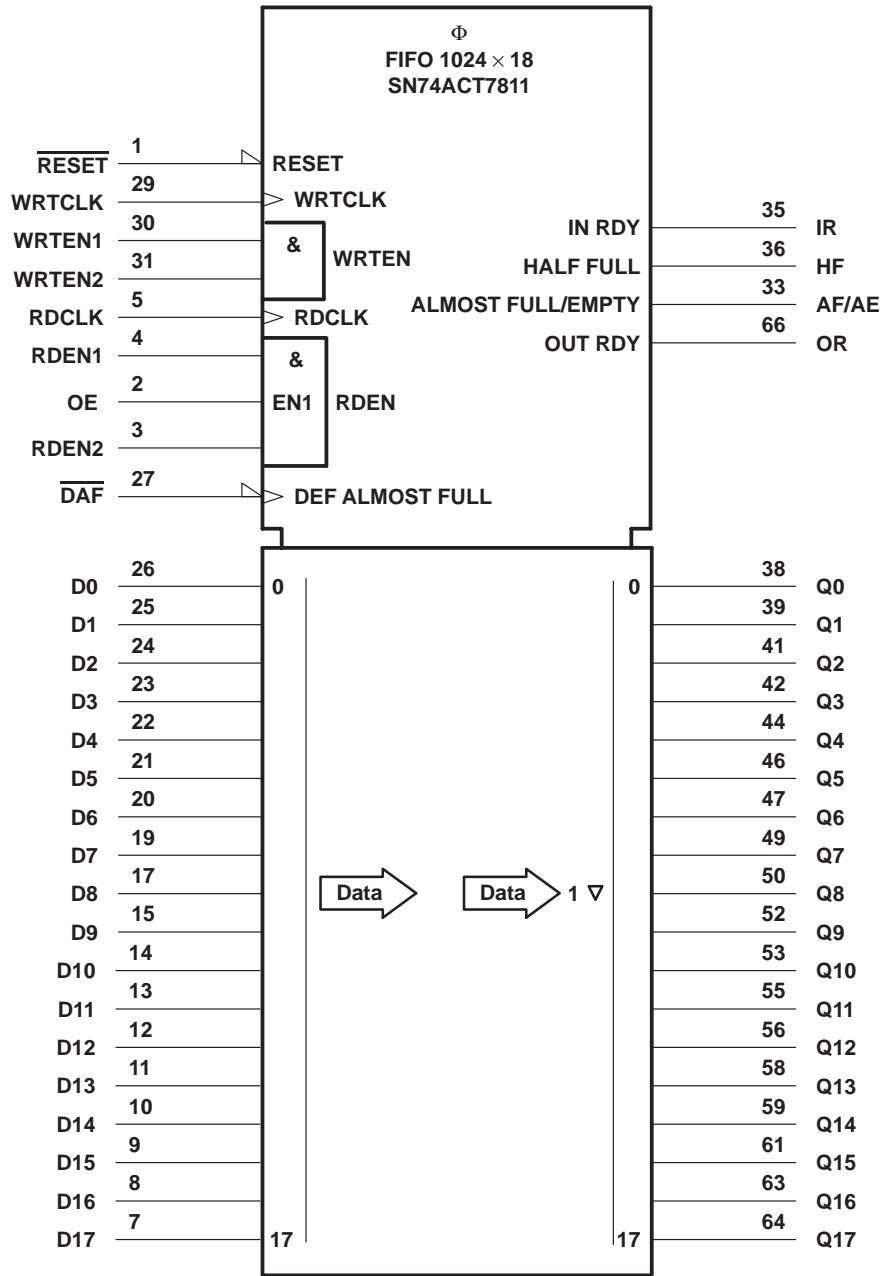 Φ
FIFO 1024 × 18
SN74ACT7811
RESET 1 RESET
WRTCLK 29 WRTCLK
WRTEN1 30 & WRTEN
WRTEN2 31
RDCLK 5 RDCLK
RDEN1 4 &
OE 2 EN1 RDEN
RDEN2 3
DAF 27 DEF ALMOST FULL
IN RDY 35 IR
HALF FULL 36 HF
ALMOST FULL/EMPTY 33 AF/AE
OUT RDY 66 OR
D0 26 0 0 38 Q0
D1 25 39 Q1
D2 24 41 Q2
D3 23 42 Q3
D4 22 44 Q4
D5 21 46 Q5
D6 20 47 Q6
D7 19 49 Q7
D8 17 Data Data 1 ∇ 50 Q8
D9 15 52 Q9
D10 14 53 Q10
D11 13 55 Q11
D12 12 56 Q12
D13 11 58 Q13
D14 10 59 Q14
D15 9 61 Q15
D16 8 63 Q16
D17 7 17 17 64 Q17